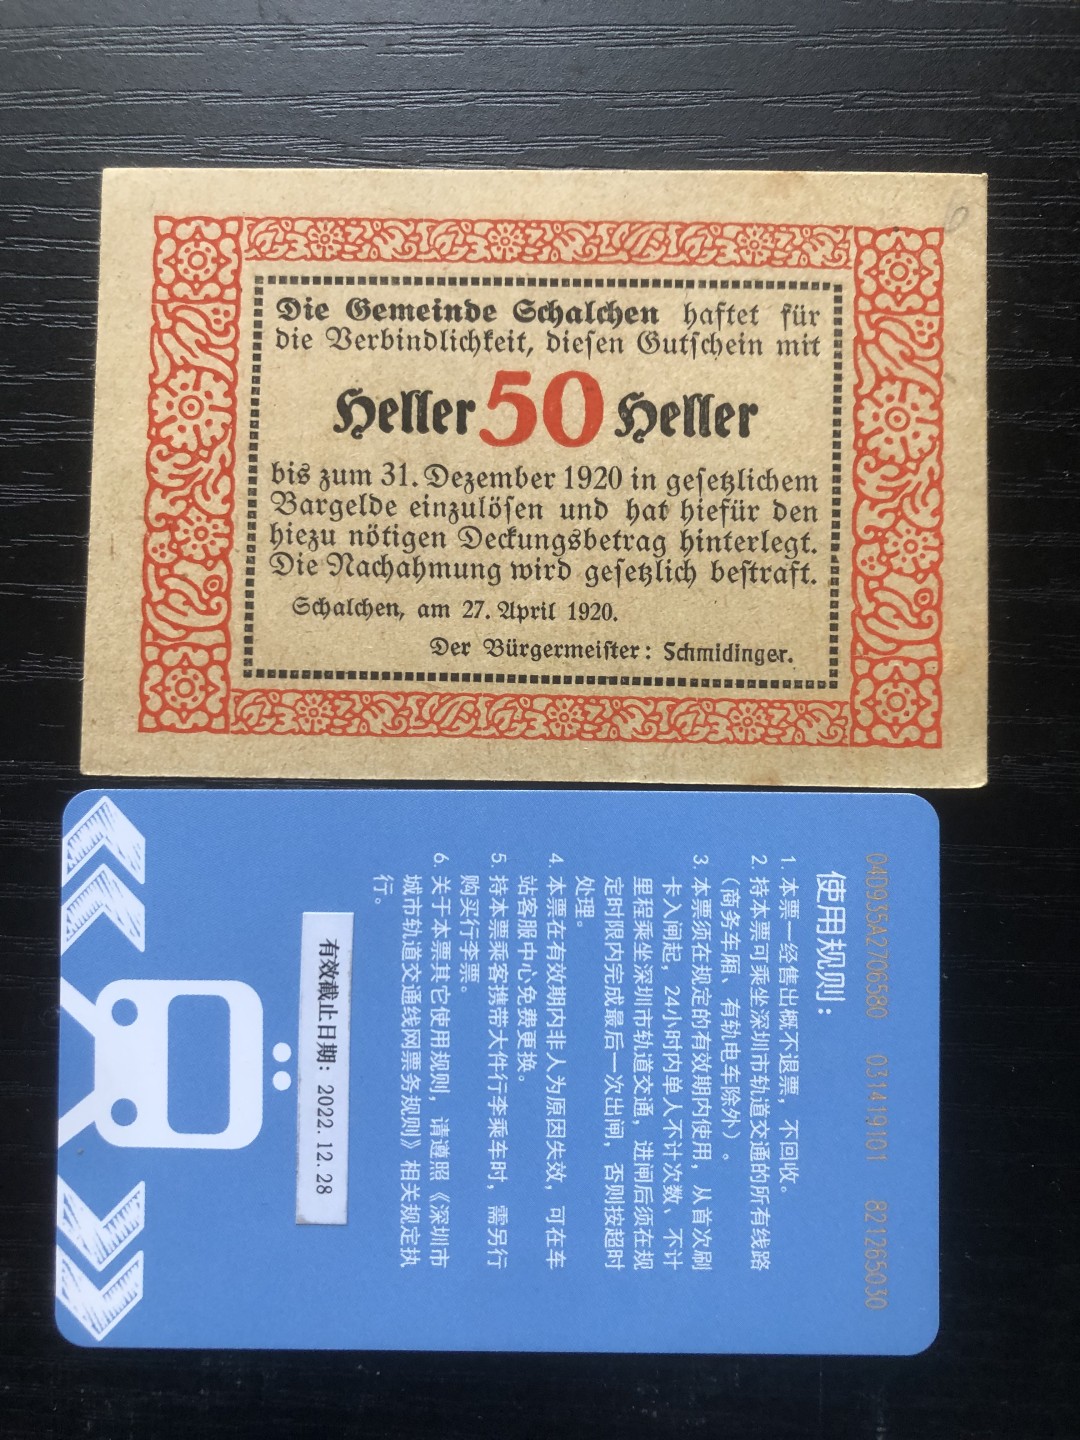 Die Gemeinde Schalchen haftet für
die Verbindlichkeit, diesen Gutschein mit
Heller 50 Heller
bis zum 31. Dezember 1920 in gesetzlichem
Bargelde einzulösen und hat hiefür den
hiezu nötigen Deckungsbetrag hinterlegt.
Die Nachahmung wird gesetzlich bestraft.
Schalchen, am 27. April 1920.
Der Bürgermeister: Schmidinger.
04D935A2706580 031419101 821265030
使用规则：
1. 本票一经售出概不退票，不回收。
2. 持本票可乘坐深圳市轨道交通的所有线路
（商务车厢、有轨电车除外）。
3. 本票须在规定的有效期内使用，从首次刷
卡入闸起，24小时内单人不计次数、不计
里程乘坐深圳市轨道交通，进闸后须在规
定时限内完成最后一次出闸，否则按超时
处理。
4. 本票在有效期内非人为原因失效，可在车
站客服中心免费更换。
5. 持本票乘客携带大件行李乘车时，需另行
购买行李票。
6. 关于本票其它使用规则，请遵照《深圳市
城市轨道交通线网票务规则》相关规定执
行。
有效截止日期：2022.12.28